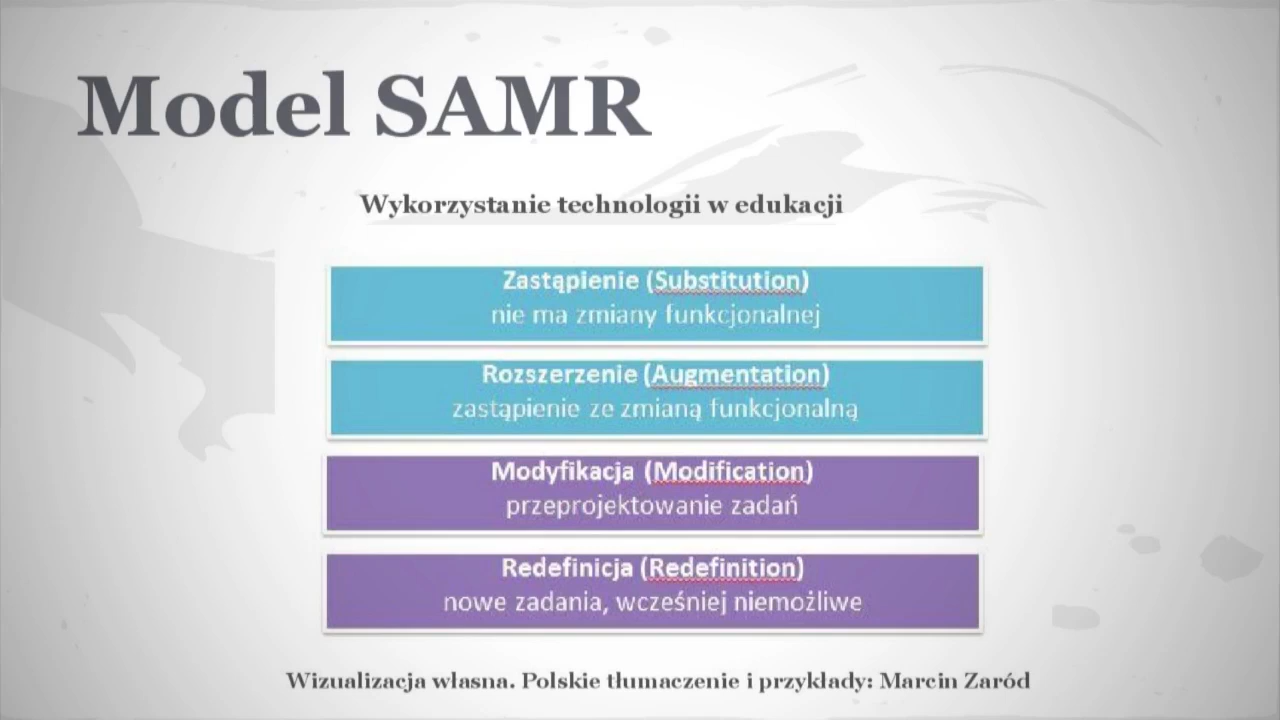 Model SAMR
Wykorzystanie technologii w edukacji
Zastąpienie (Substitution)
nie ma zmiany funkcjonalnej
Rozszerzenie (Augmentation)
zastąpienie ze zmianą funkcjonalną
Modyfikacja (Modification)
przeprojektowanie zadań
Redefinicja (Redefinition)
nowe zadania, wcześniej niemożliwe
Wizualizacja własna. Polskie tłumaczenie i przykłady: Marcin Zaród